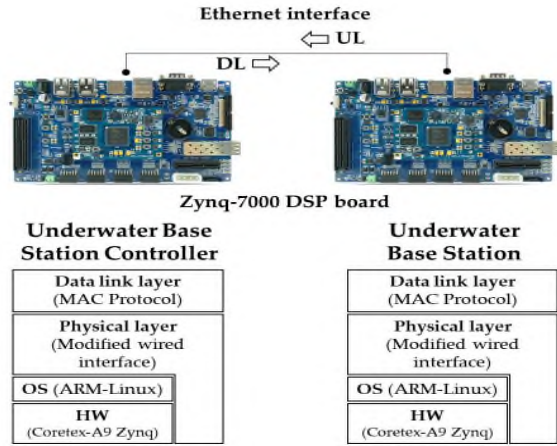 Ethernet interface
UL
DL
Zynq-7000 DSP board
Underwater Base
Station Controller
Data link layer
(MAC Protocol)
Physical layer
(Modified wired
interface)
OS (ARM-Linux)
HW
(Coretex-A9 Zynq)
Underwater
Base Station
Data link layer
(MAC Protocol)
Physical layer
(Modified wired
interface)
OS (ARM-Linux)
HW
(Coretex-A9 Zynq)